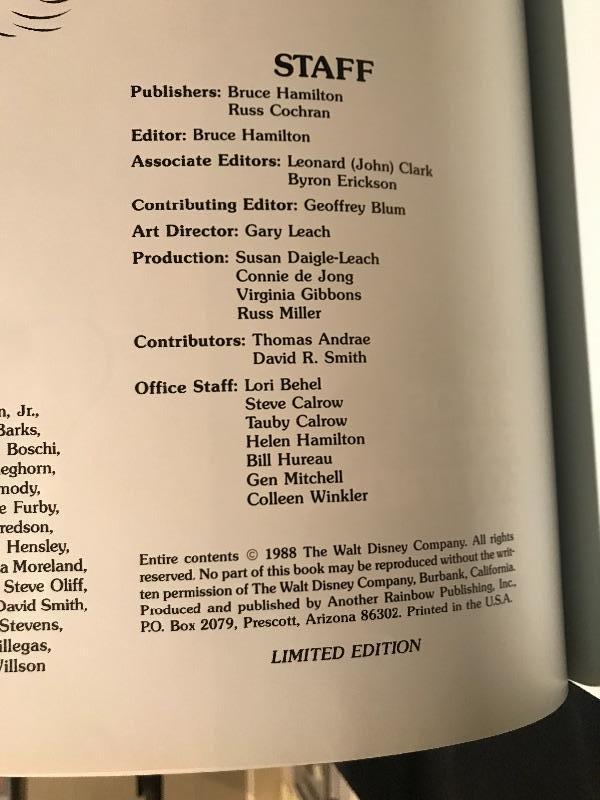 STAFF
Publishers: Bruce Hamilton
Russ Cochran
Editor: Bruce Hamilton
Associate Editors: Leonard (John) Clark
Byron Erickson
Contributing Editor: Geoffrey Blum
Art Director: Gary Leach
Production: Susan Daigle-Leach
Connie de Jong
Virginia Gibbons
Russ Miller
Contributors: Thomas Andrae
David R. Smith
Office Staff: Lori Behel
Steve Calrow
Tauby Calrow
Helen Hamilton
Bill Hureau
Gen Mitchell
Colleen Winkler
n, Jr.,
Barks,
Boschi,
eghorn,
mody,
e Furby,
redson,
Hensley,
a Moreland,
Steve Oliff,
David Smith,
Stevens,
illegas,
Willson
Entire contents © 1988 The Walt Disney Company. All rights
reserved. No part of this book may be reproduced without the writ-
ten permission of The Walt Disney Company, Burbank, California.
Produced and published by Another Rainbow Publishing, Inc.,
P.O. Box 2079, Prescott, Arizona 86302. Printed in the U.S.A.
LIMITED EDITION